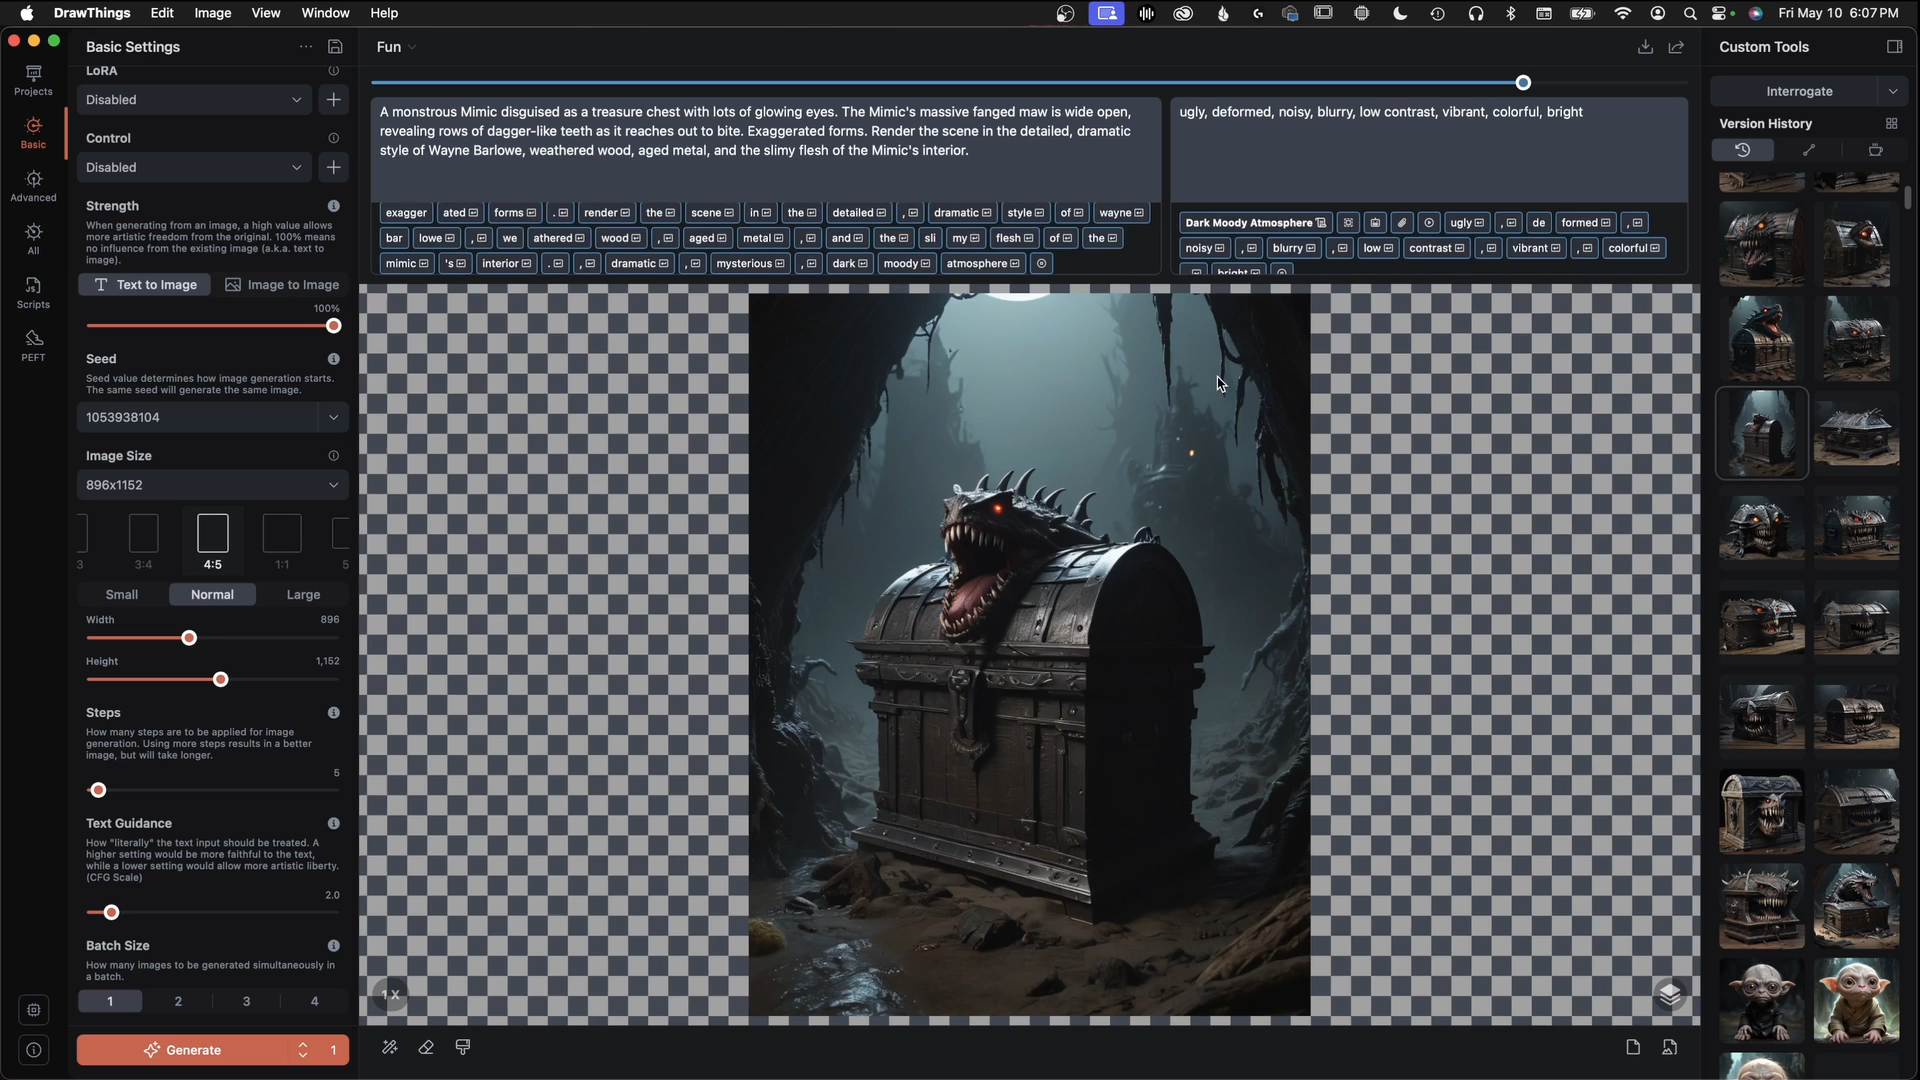 DrawThings Edit Image View Window Help
Fri May 10 6:07 PM
Projects
Basic
Advanced
All
Scripts
PEFT
Basic Settings
LoRA
Disabled
Control
Disabled
Strength
When generating from an image, a high value allows
more artistic freedom from the original. 100% means
no influence from the existing image (a.k.a. text to
image).
Text to Image Image to Image
100%
Seed
Seed value determines how image generation starts.
The same seed will generate the same image.
1053938104
Image Size
896x1152
3 3:4 4:5 1:1 5
Small Normal Large
Width 896
Height 1,152
Steps
How many steps are to be applied for image
generation. Using more steps results in a better
image, but will take longer.
5
Text Guidance
How "literally" the text input should be treated. A
higher setting would be more faithful to the text,
while a lower setting would allow more artistic liberty.
(CFG Scale)
2.0
Batch Size
How many images to be generated simultaneously in
a batch.
1 2 3 4
Generate 1
Fun
A monstrous Mimic disguised as a treasure chest with lots of glowing eyes. The Mimic's massive fanged maw is wide open,
revealing rows of dagger-like teeth as it reaches out to bite. Exaggerated forms. Render the scene in the detailed, dramatic
style of Wayne Barlowe, weathered wood, aged metal, and the slimy flesh of the Mimic's interior.
exagger ated forms . render the scene in the detailed , dramatic style of wayne
bar lowe , we athered wood , aged metal , and the sli my flesh of the
mimic 's interior . , dramatic , mysterious , dark moody atmosphere
ugly, deformed, noisy, blurry, low contrast, vibrant, colorful, bright
Dark Moody Atmosphere ugly , de formed ,
noisy , blurry , low contrast , vibrant , colorful
, bright
1 X
Custom Tools
Interrogate
Version History